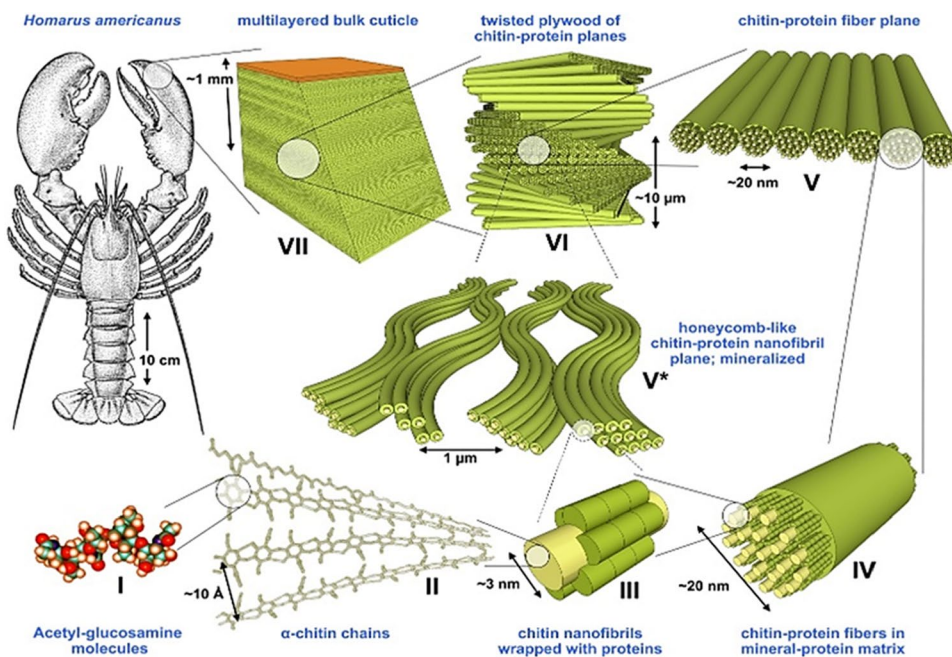 Homarus americanus
multilayered bulk cuticle
twisted plywood of
chitin-protein planes
chitin-protein fiber plane
~1 mm
VII
~10 µm
VI
~20 nm
V
10 cm
honeycomb-like
chitin-protein nanofibril
plane; mineralized
V*
1 µm
I
~10 Å
II
~3 nm
III
~20 nm
IV
Acetyl-glucosamine
molecules
α-chitin chains
chitin nanofibrils
wrapped with proteins
chitin-protein fibers in
mineral-protein matrix